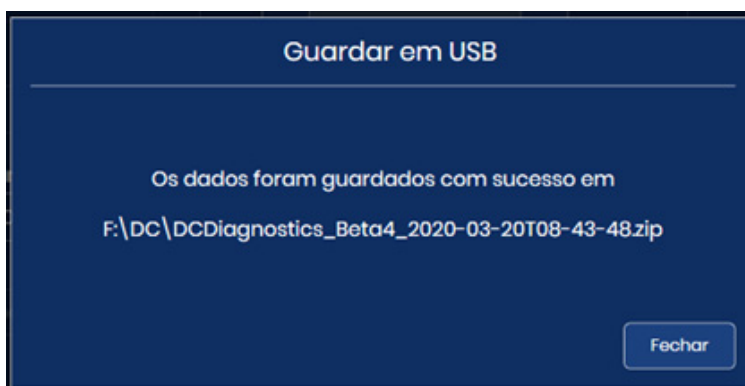 Guardar em USB
Os dados foram guardados com sucesso em
F:\DC\DCDiagnostics_Beta4_2020-03-20T08-43-48.zip
Fechar